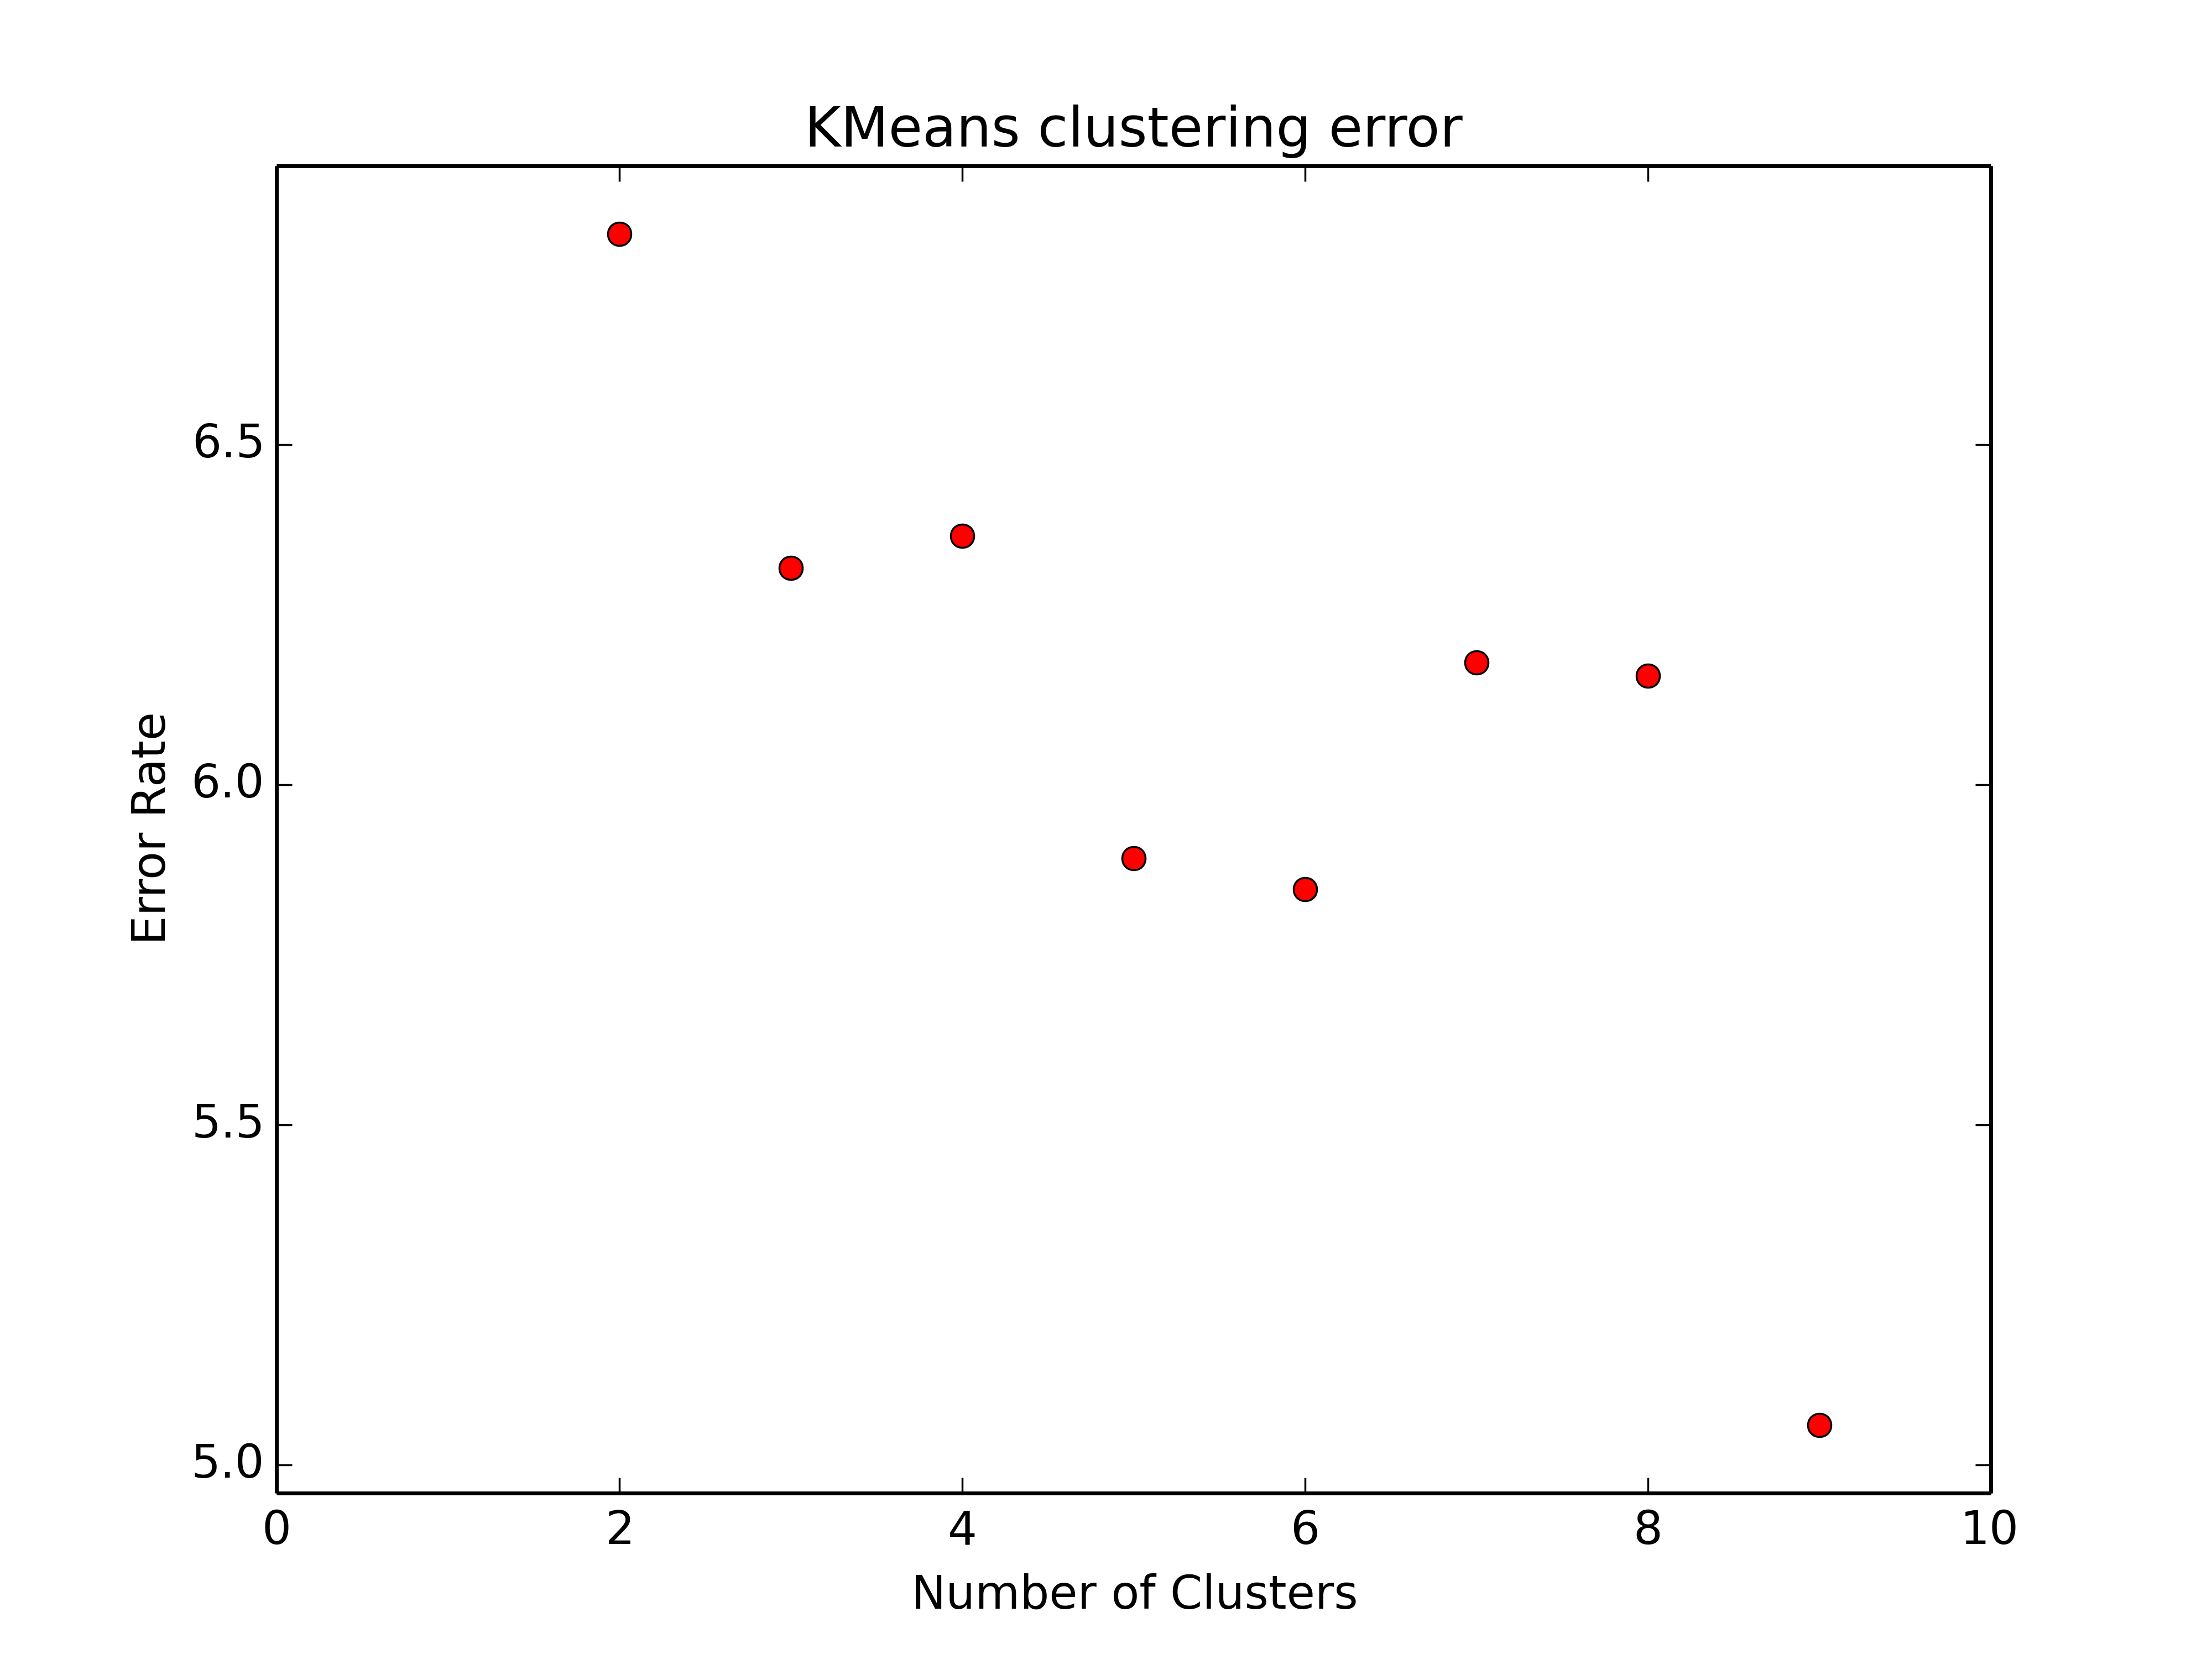 KMeans clustering error
6.5
6.0
5.5
5.0
Error Rate
0 2 4 6 8 10
Number of Clusters